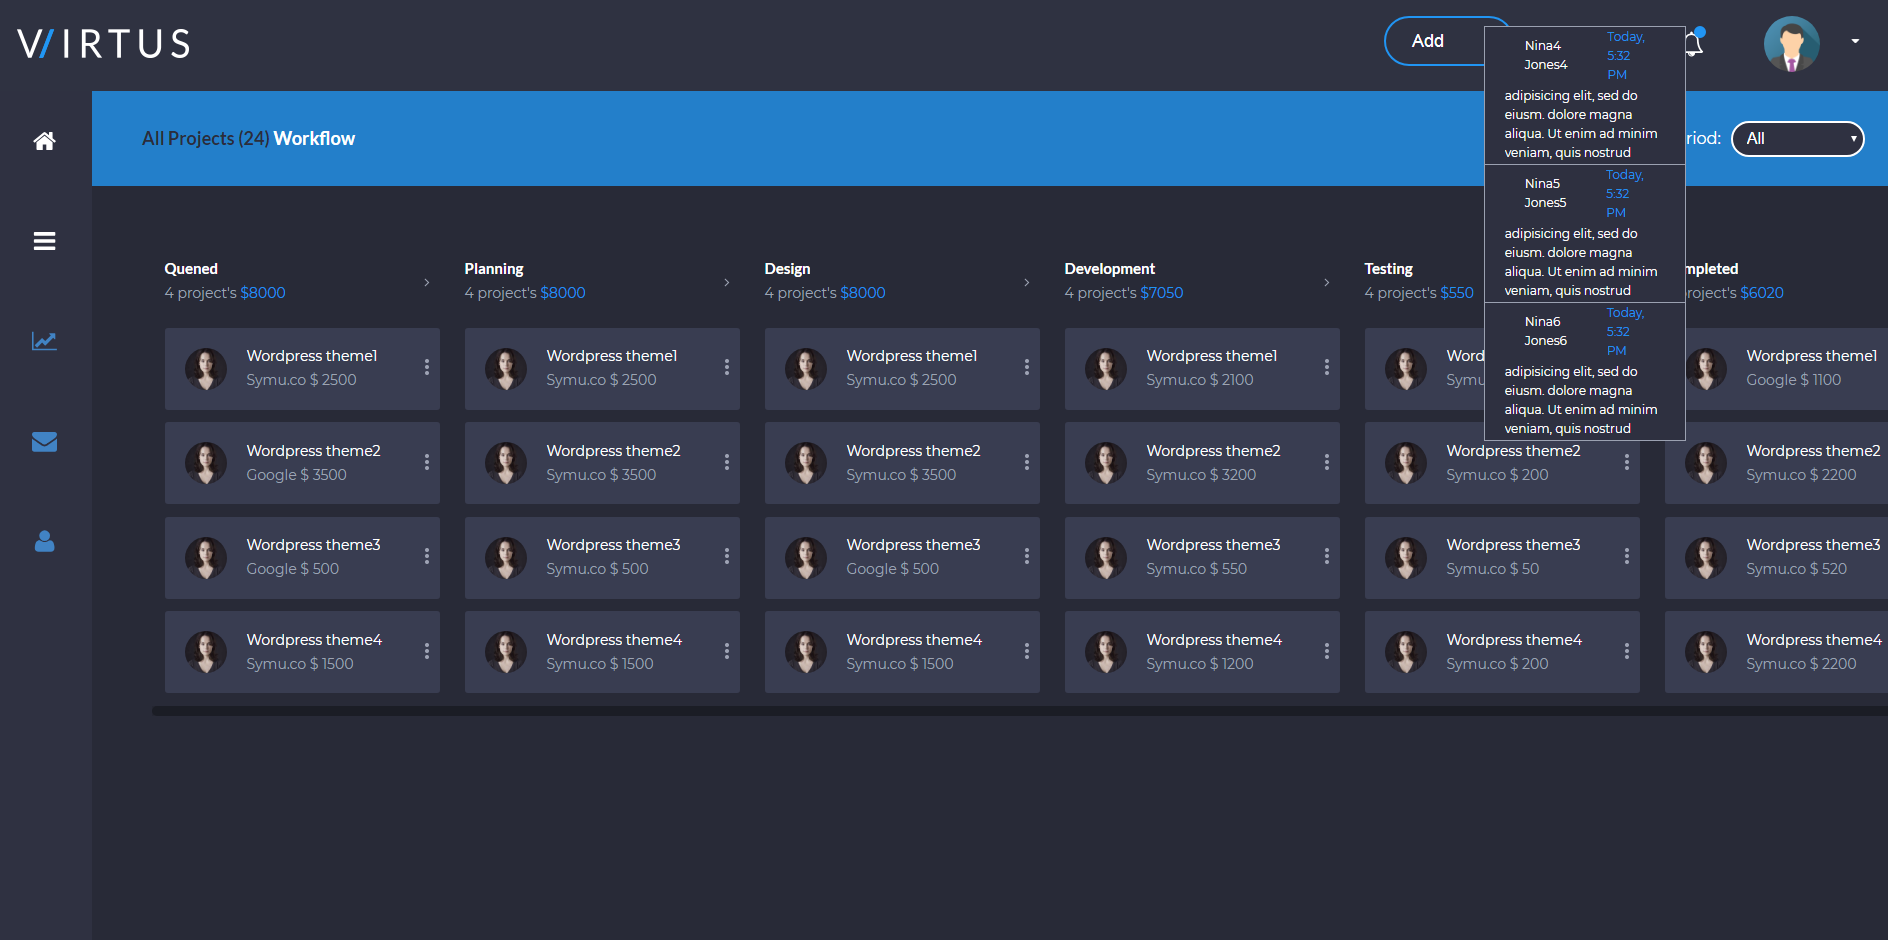 VIRTUS
Add
Nina4
Jones4
Today,
5:32
PM
adipisicing elit, sed do
eiusm. dolore magna
aliqua. Ut enim ad minim
veniam, quis nostrud
Nina5
Jones5
Today,
5:32
PM
adipisicing elit, sed do
eiusm. dolore magna
aliqua. Ut enim ad minim
veniam, quis nostrud
Nina6
Jones6
Today,
5:32
PM
adipisicing elit, sed do
eiusm. dolore magna
aliqua. Ut enim ad minim
veniam, quis nostrud
All Projects (24) Workflow
riod: All
Quened
4 project's $8000
Wordpress theme1
Symu.co $ 2500
Wordpress theme2
Google $ 3500
Wordpress theme3
Google $ 500
Wordpress theme4
Symu.co $ 1500
Planning
4 project's $8000
Wordpress theme1
Symu.co $ 2500
Wordpress theme2
Symu.co $ 3500
Wordpress theme3
Symu.co $ 500
Wordpress theme4
Symu.co $ 1500
Design
4 project's $8000
Wordpress theme1
Symu.co $ 2500
Wordpress theme2
Symu.co $ 3500
Wordpress theme3
Google $ 500
Wordpress theme4
Symu.co $ 1500
Development
4 project's $7050
Wordpress theme1
Symu.co $ 2100
Wordpress theme2
Symu.co $ 3200
Wordpress theme3
Symu.co $ 550
Wordpress theme4
Symu.co $ 1200
Testing
4 project's $550
Word
Symu
Wordpress theme2
Symu.co $ 200
Wordpress theme3
Symu.co $ 50
Wordpress theme4
Symu.co $ 200
mpleted
roject's $6020
Wordpress theme1
Google $ 1100
Wordpress theme2
Symu.co $ 2200
Wordpress theme3
Symu.co $ 520
Wordpress theme4
Symu.co $ 2200